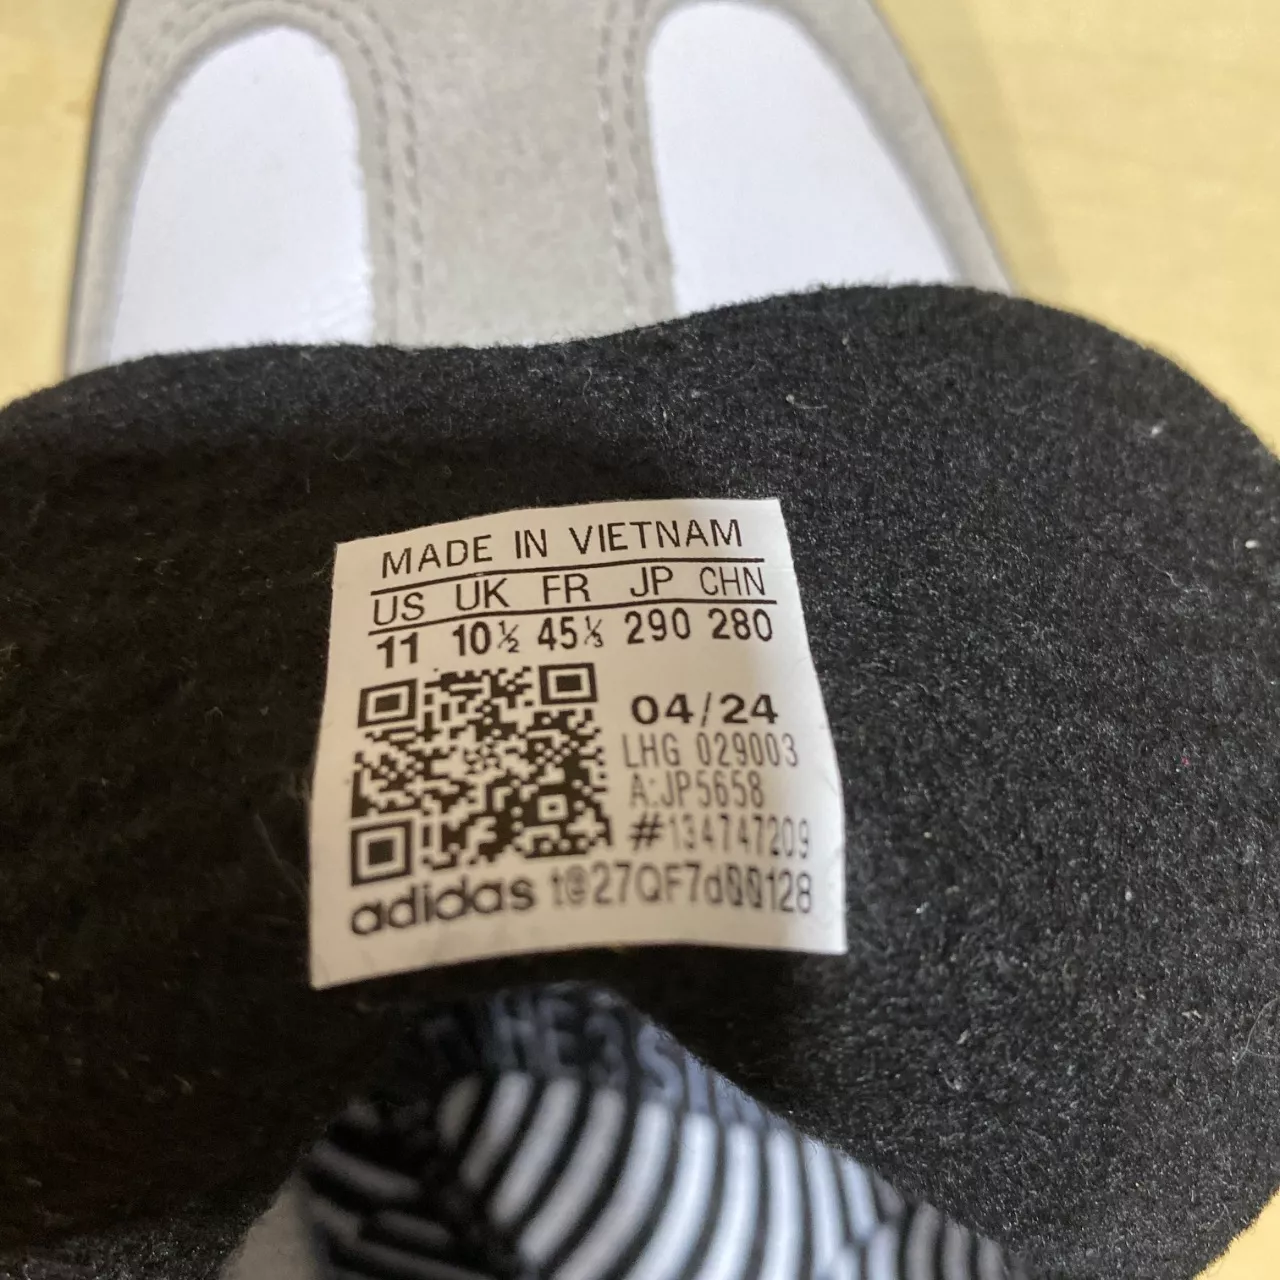 MADE IN VIETNAM
US UK FR JP CHN
11 10½ 45⅓ 290 280
04/24
LHG 029003
A:JP5658
#134747209
adidas t@27QF7d00128